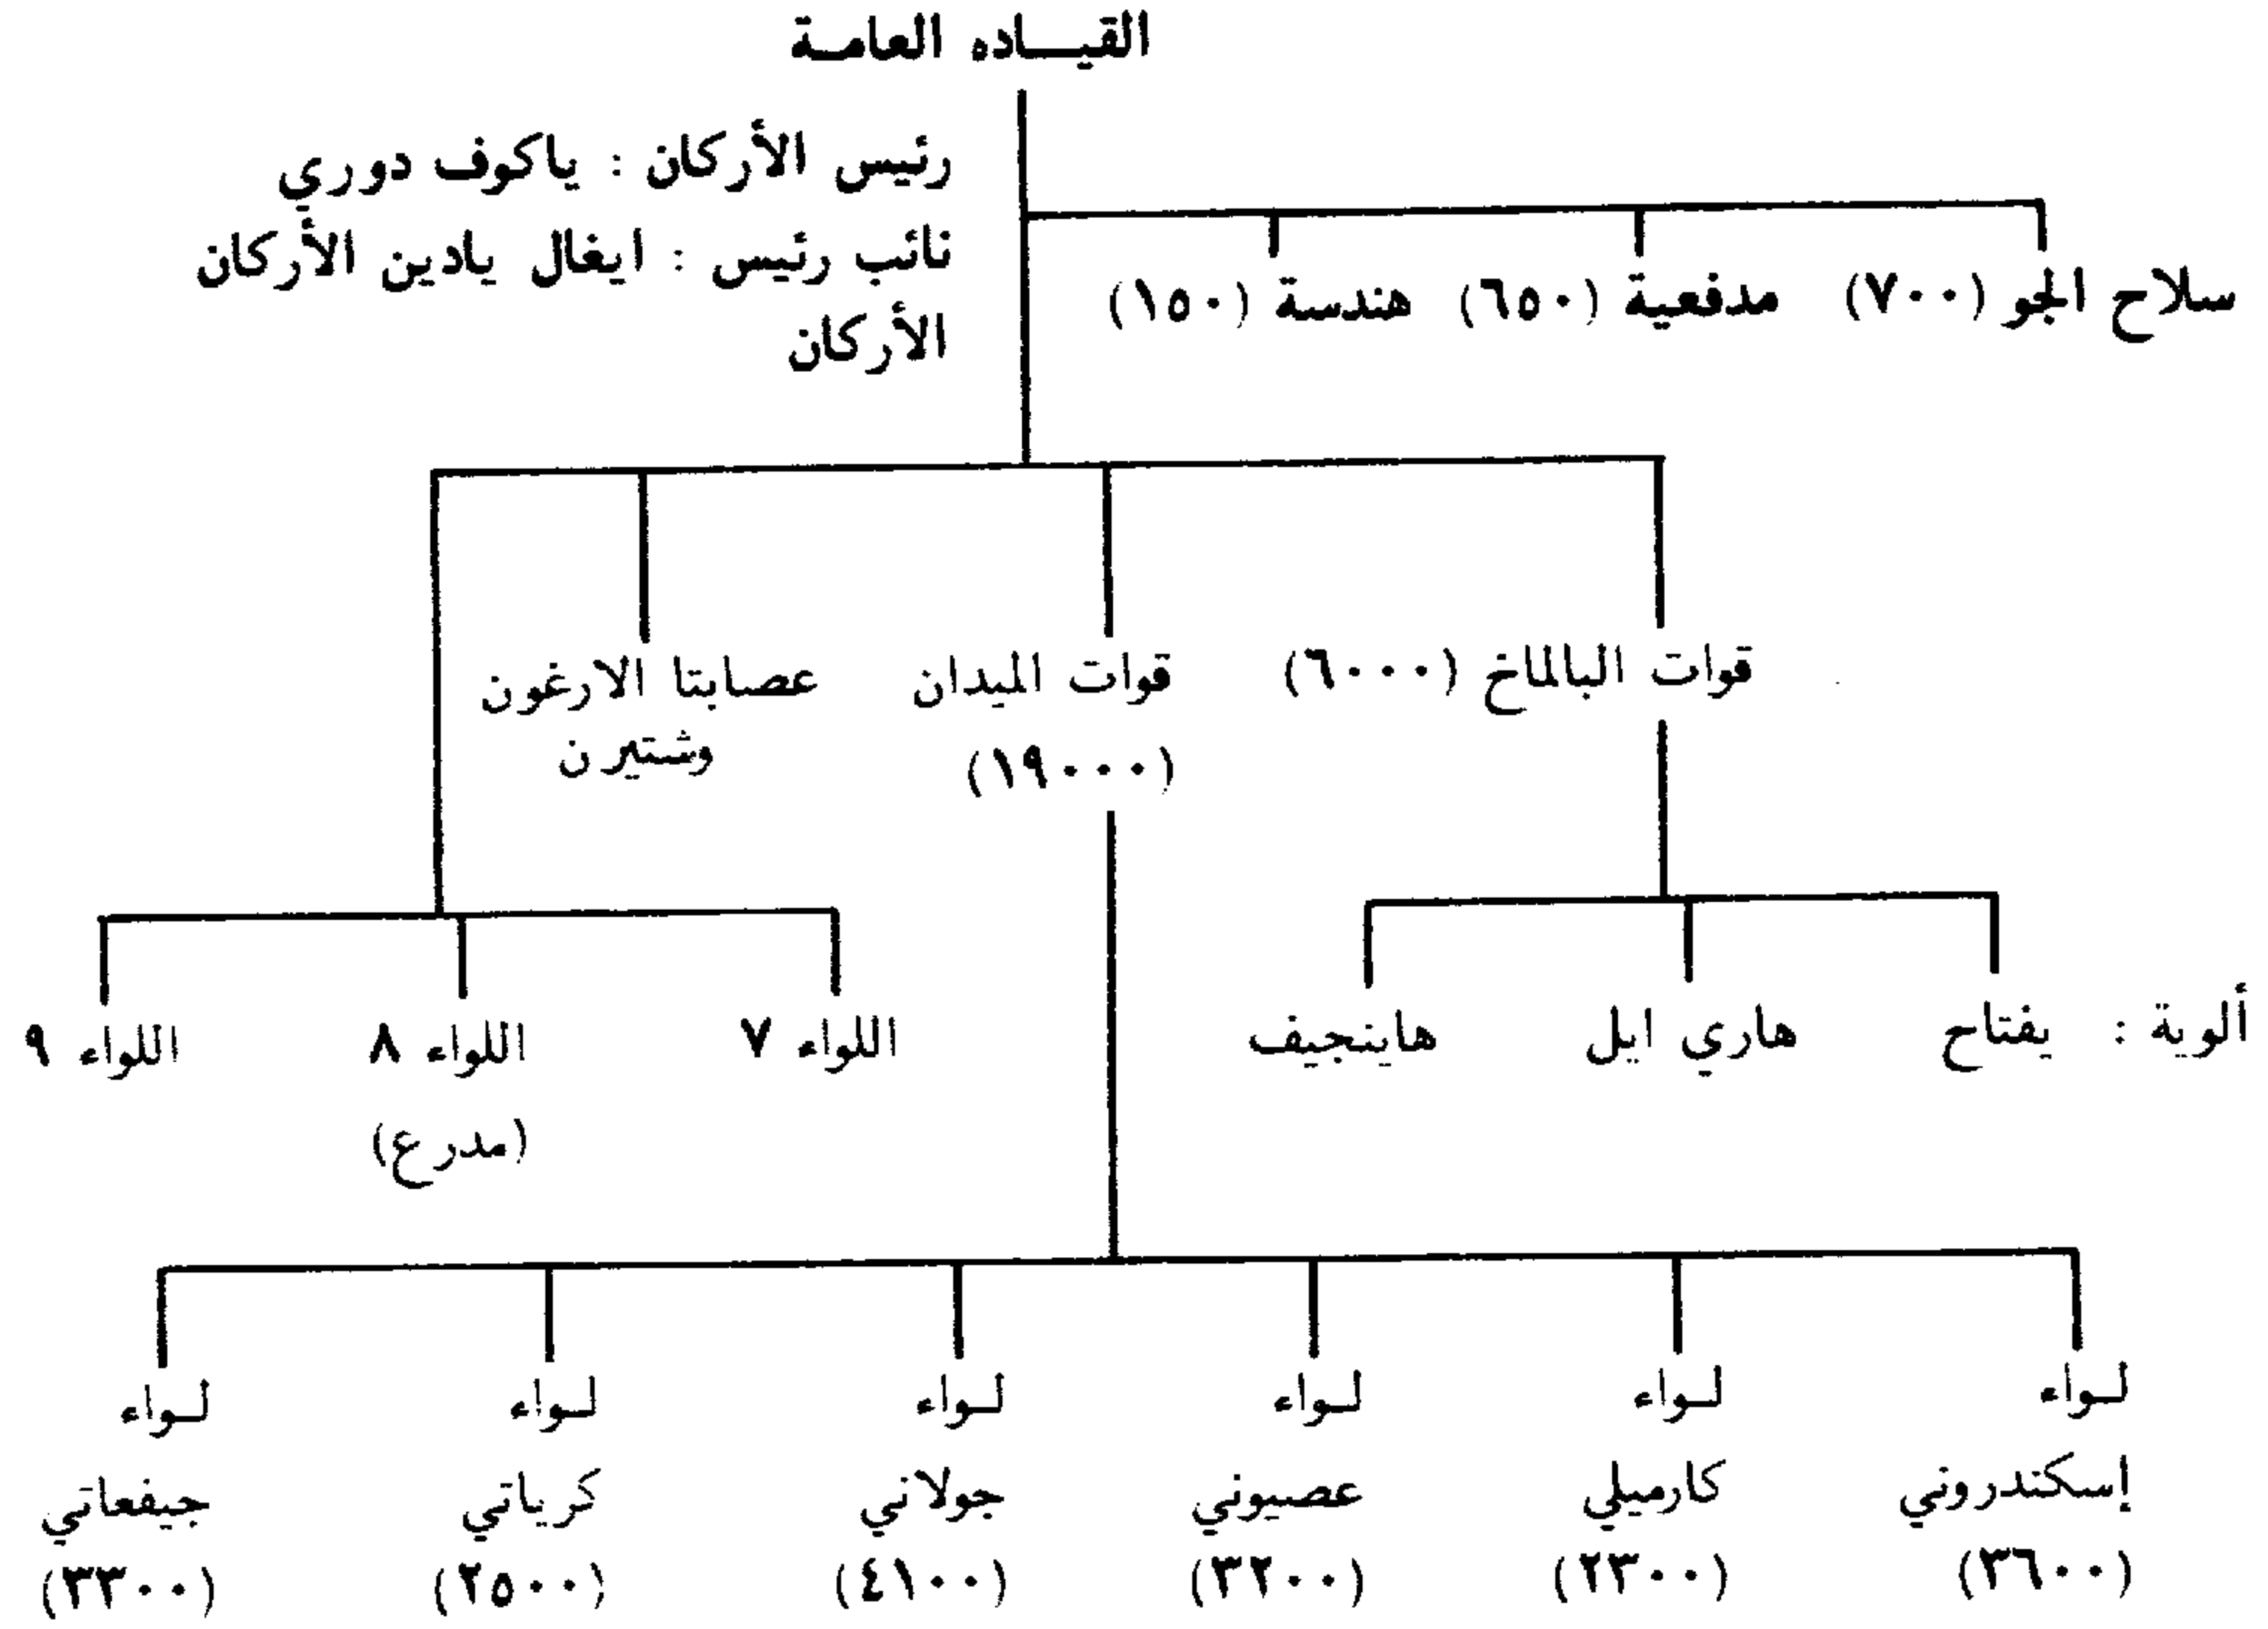 القيـــاده العامـة
رئيس الأركان : ياكوف دوري
نائب رئيس : ايغال يادين الأركان
الأركان
سلاح الجو (٧٠٠) مدفعية (٦٥٠) هندسة (١٥٠)
قوات البالماخ (٦٠٠٠)
قوات الميدان
(١٩٠٠٠)
عصابتا الارغون
وشتيرن
ألوية : يفتاح هاري ايل هاينجيف
اللواء ٧ اللواء ٨ اللواء ٩
(مدرع)
لـواء
إسكندروني
(٣٦٠٠)
لـواء
كارميلي
(٢٣٠٠)
لـواء
عصيوني
(٣٢٠٠)
لـواء
جولاني
(٤١٠٠)
لـواء
كرياتي
(٢٥٠٠)
لـواء
جيفعاتي
(٣٣٠٠)